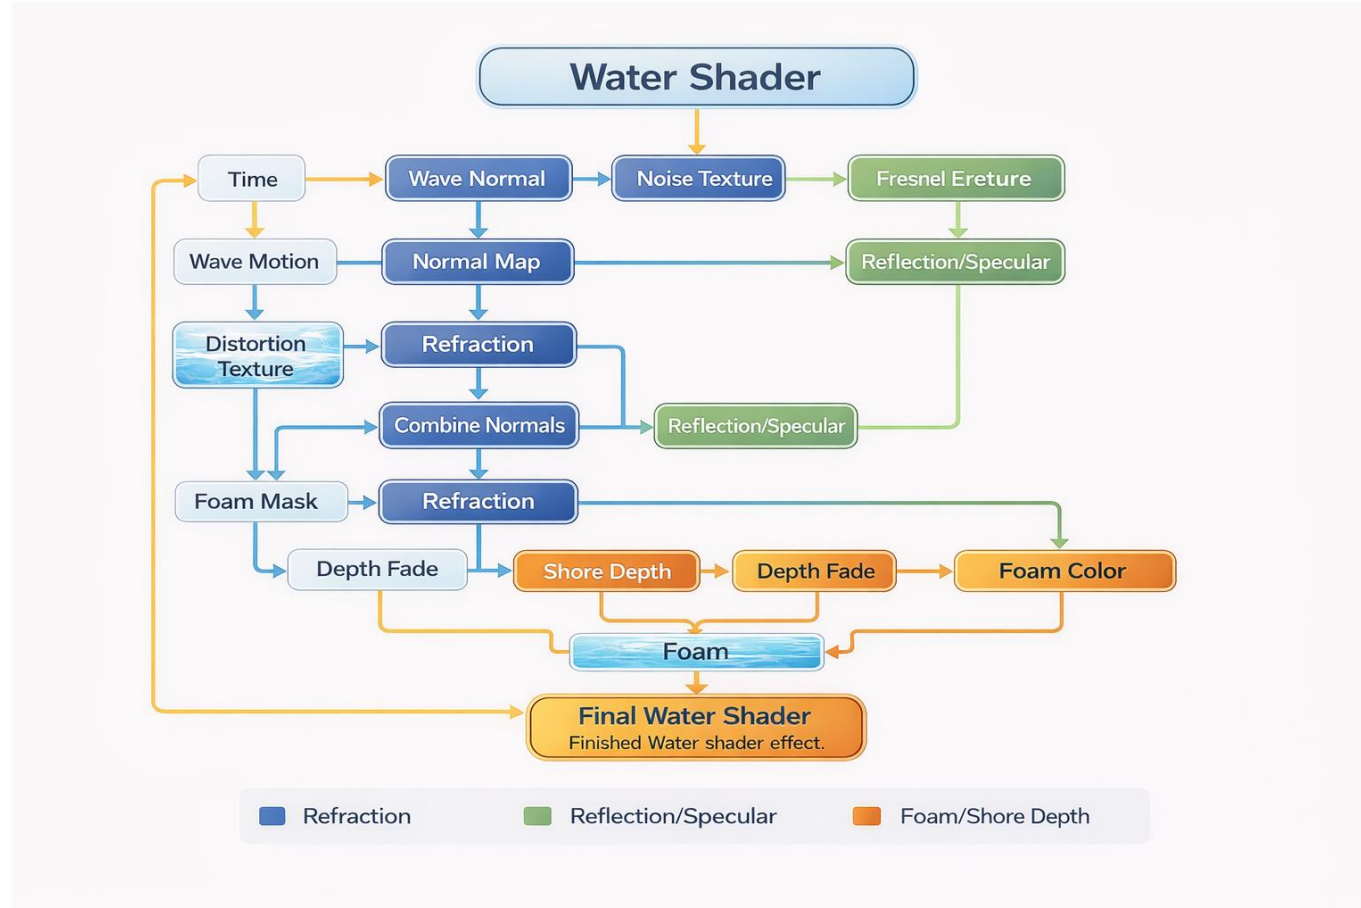 Water Shader
Time
Wave Normal
Noise Texture
Fresnel Ereture
Wave Motion
Normal Map
Reflection/Specular
Distortion
Texture
Refraction
Combine Normals
Reflection/Specular
Foam Mask
Refraction
Depth Fade
Shore Depth
Depth Fade
Foam Color
Foam
Final Water Shader
Finished Water shader effect.
Refraction
Reflection/Specular
Foam/Shore Depth